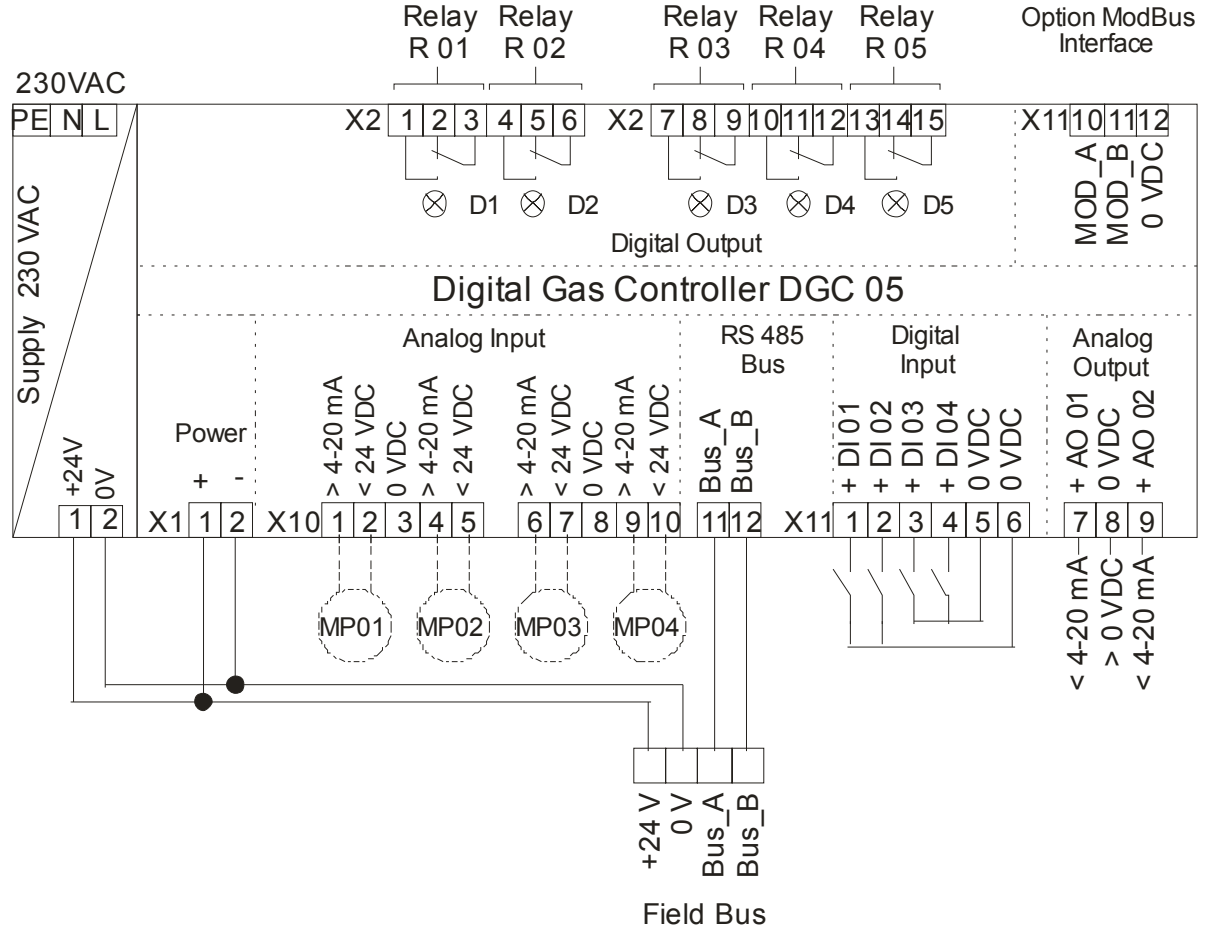 Relay R 01
Relay R 02
Relay R 03
Relay R 04
Relay R 05
Option ModBus
Interface
230VAC
PE N L
X2 1 2 3 4 5 6
X2 7 8 9 10 11 12 13 14 15
X11 10 11 12
MOD_A
MOD_B
0 VDC
D1 D2 D3 D4 D5
Digital Output
Supply 230 VAC
Digital Gas Controller DGC 05
Analog Input
RS 485
Bus
Digital
Input
Analog
Output
+24V
0V
Power
+ -
> 4-20 mA
< 24 VDC
0 VDC
> 4-20 mA
< 24 VDC
> 4-20 mA
< 24 VDC
0 VDC
> 4-20 mA
< 24 VDC
Bus_A
Bus_B
+ DI 01
+ DI 02
+ DI 03
+ DI 04
0 VDC
0 VDC
+ AO 01
0 VDC
+ AO 02
1 2
X1 1 2
X10 1 2 3 4 5 6 7 8 9 10 11 12
X11 1 2 3 4 5 6 7 8 9
MP01 MP02 MP03 MP04
< 4-20 mA
> 0 VDC
< 4-20 mA
+24 V
0 V
Bus_A
Bus_B
Field Bus